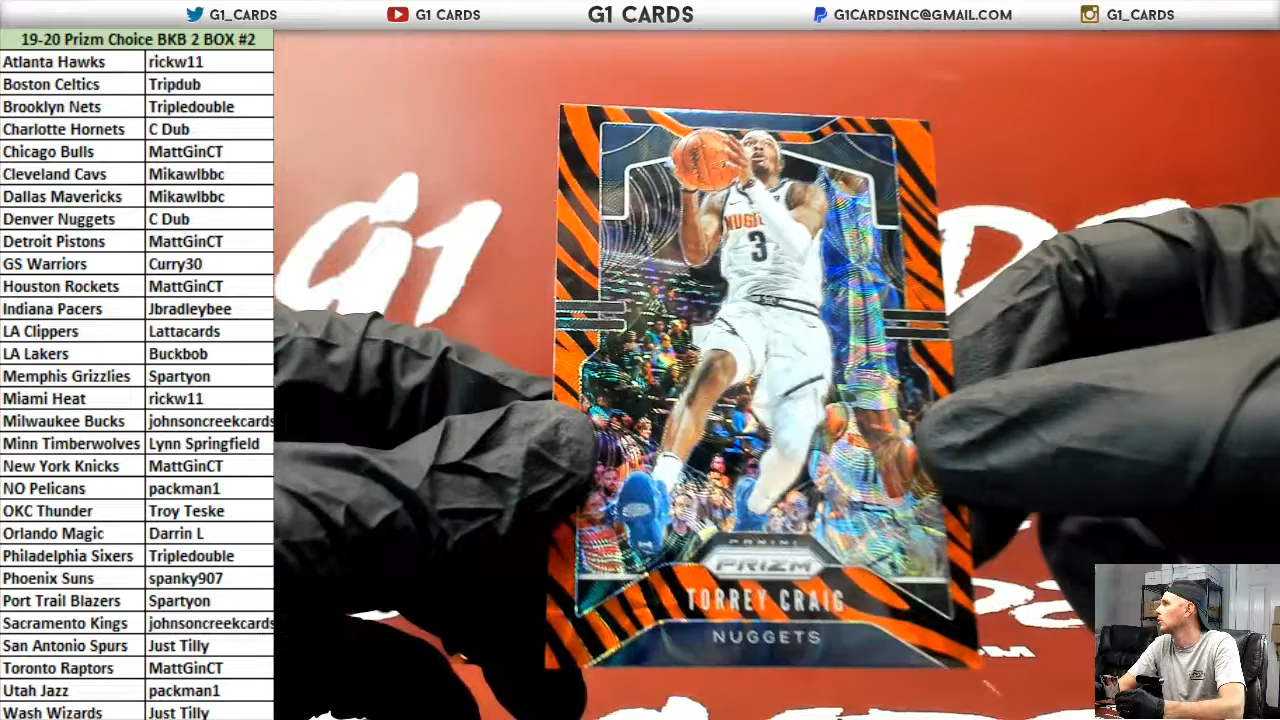 G1_CARDS
G1 CARDS
G1 CARDS
G1CARDSINC@GMAIL.COM
G1_CARDS
19-20 Prizm Choice BKB 2 BOX #2
Atlanta Hawks rickw11
Boston Celtics Tripdub
Brooklyn Nets Tripledouble
Charlotte Hornets C Dub
Chicago Bulls MattGinCT
Cleveland Cavs Mikawlbbc
Dallas Mavericks Mikawlbbc
Denver Nuggets C Dub
Detroit Pistons MattGinCT
GS Warriors Curry30
Houston Rockets MattGinCT
Indiana Pacers Jbradleybee
LA Clippers Lattacards
LA Lakers Buckbob
Memphis Grizzlies Spartyon
Miami Heat rickw11
Milwaukee Bucks johnsoncreekcards
Minn Timberwolves Lynn Springfield
New York Knicks MattGinCT
NO Pelicans packman1
OKC Thunder Troy Teske
Orlando Magic Darrin L
Philadelphia Sixers Tripledouble
Phoenix Suns spanky907
Port Trail Blazers Spartyon
Sacramento Kings johnsoncreekcards
San Antonio Spurs Just Tilly
Toronto Raptors MattGinCT
Utah Jazz packman1
Wash Wizards Just Tilly
G1
3
PANINI
PRIZM
TORREY CRAIG
NUGGETS